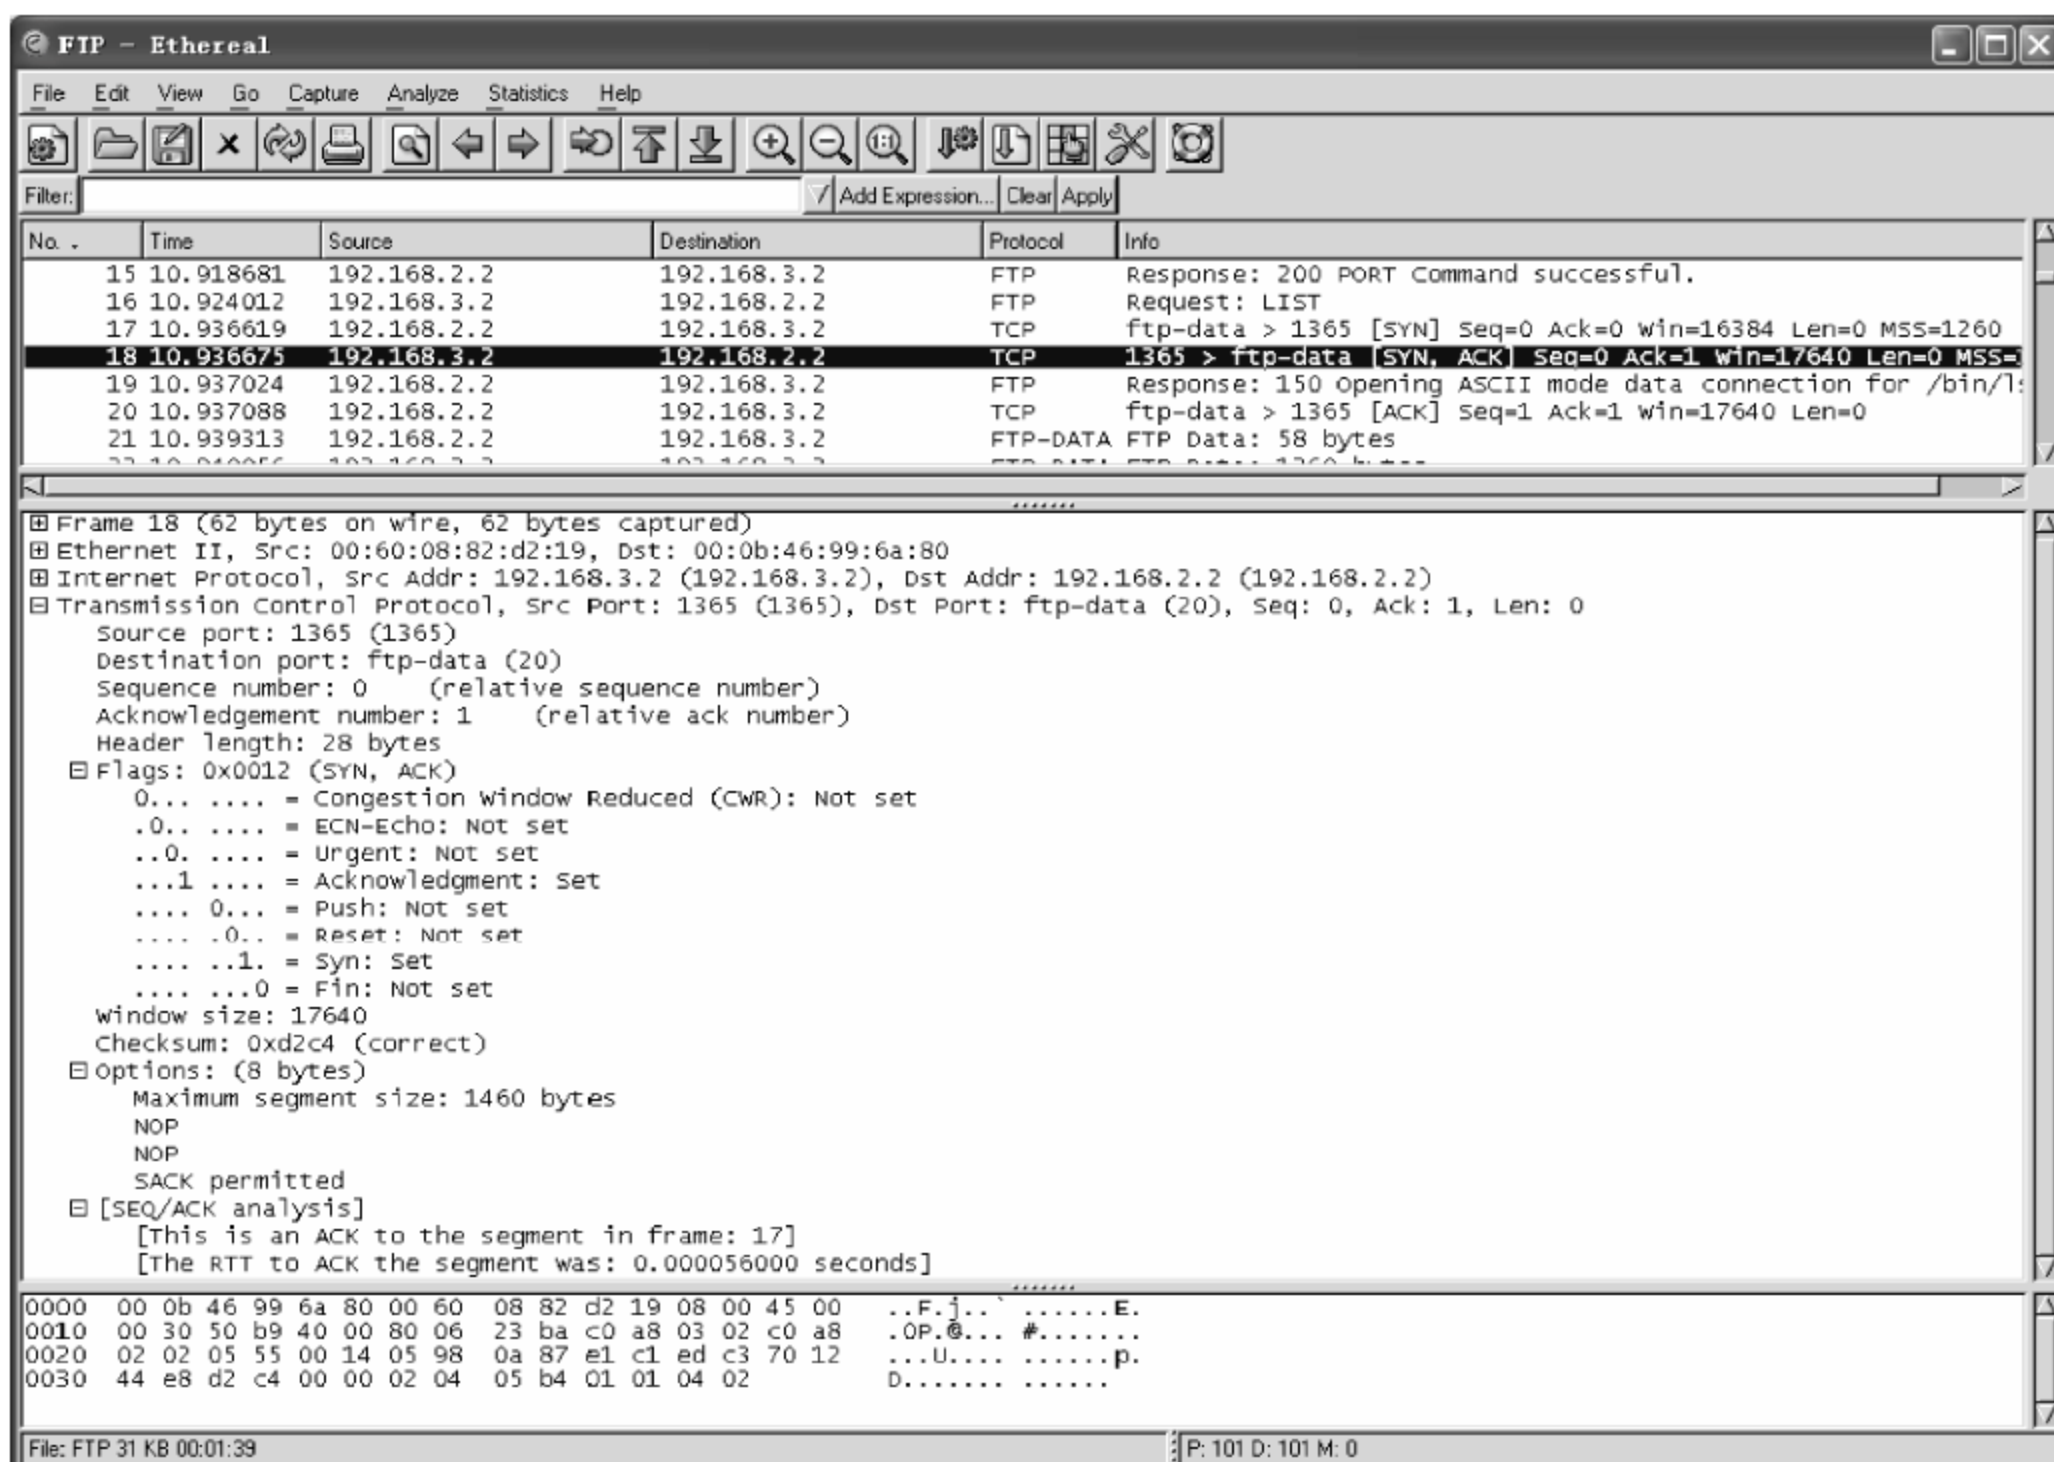 FTP - Ethereal
File Edit View Go Capture Analyze Statistics Help
Filter: Add Expression... Clear Apply
No. . Time Source Destination Protocol Info
15 10.918681 192.168.2.2 192.168.3.2 FTP Response: 200 PORT Command successful.
16 10.924012 192.168.3.2 192.168.2.2 FTP Request: LIST
17 10.936619 192.168.2.2 192.168.3.2 TCP ftp-data > 1365 [SYN] Seq=0 Ack=0 Win=16384 Len=0 MSS=1260
18 10.936675 192.168.3.2 192.168.2.2 TCP 1365 > ftp-data [SYN, ACK] Seq=0 Ack=1 Win=17640 Len=0 MSS=
19 10.937024 192.168.2.2 192.168.3.2 FTP Response: 150 Opening ASCII mode data connection for /bin/l
20 10.937088 192.168.2.2 192.168.3.2 TCP ftp-data > 1365 [ACK] Seq=1 Ack=1 Win=17640 Len=0
21 10.939313 192.168.2.2 192.168.3.2 FTP-DATA FTP Data: 58 bytes
Frame 18 (62 bytes on wire, 62 bytes captured)
Ethernet II, Src: 00:60:08:82:d2:19, Dst: 00:0b:46:99:6a:80
Internet Protocol, Src Addr: 192.168.3.2 (192.168.3.2), Dst Addr: 192.168.2.2 (192.168.2.2)
Transmission Control Protocol, Src Port: 1365 (1365), Dst Port: ftp-data (20), Seq: 0, Ack: 1, Len: 0
Source port: 1365 (1365)
Destination port: ftp-data (20)
Sequence number: 0 (relative sequence number)
Acknowledgement number: 1 (relative ack number)
Header length: 28 bytes
Flags: 0x0012 (SYN, ACK)
0... .... = Congestion Window Reduced (CWR): Not set
.0.. .... = ECN-Echo: Not set
..0. .... = Urgent: Not set
...1 .... = Acknowledgment: Set
.... 0... = Push: Not set
.... .0.. = Reset: Not set
.... ..1. = Syn: Set
.... ...0 = Fin: Not set
Window size: 17640
Checksum: 0xd2c4 (correct)
Options: (8 bytes)
Maximum segment size: 1460 bytes
NOP
NOP
SACK permitted
[SEQ/ACK analysis]
[This is an ACK to the segment in frame: 17]
[The RTT to ACK the segment was: 0.000056000 seconds]
0000 00 0b 46 99 6a 80 00 60 08 82 d2 19 08 00 45 00 ..F.j..` ......E.
0010 00 30 50 b9 40 00 80 06 23 ba c0 a8 03 02 c0 a8 .0P.@... #.......
0020 02 02 05 55 00 14 05 98 0a 87 e1 c1 ed c3 70 12 ...U.... ......p.
0030 44 e8 d2 c4 00 00 02 04 05 b4 01 01 04 02 D....... ......
File: FTP 31 KB 00:01:39 P: 101 D: 101 M: 0